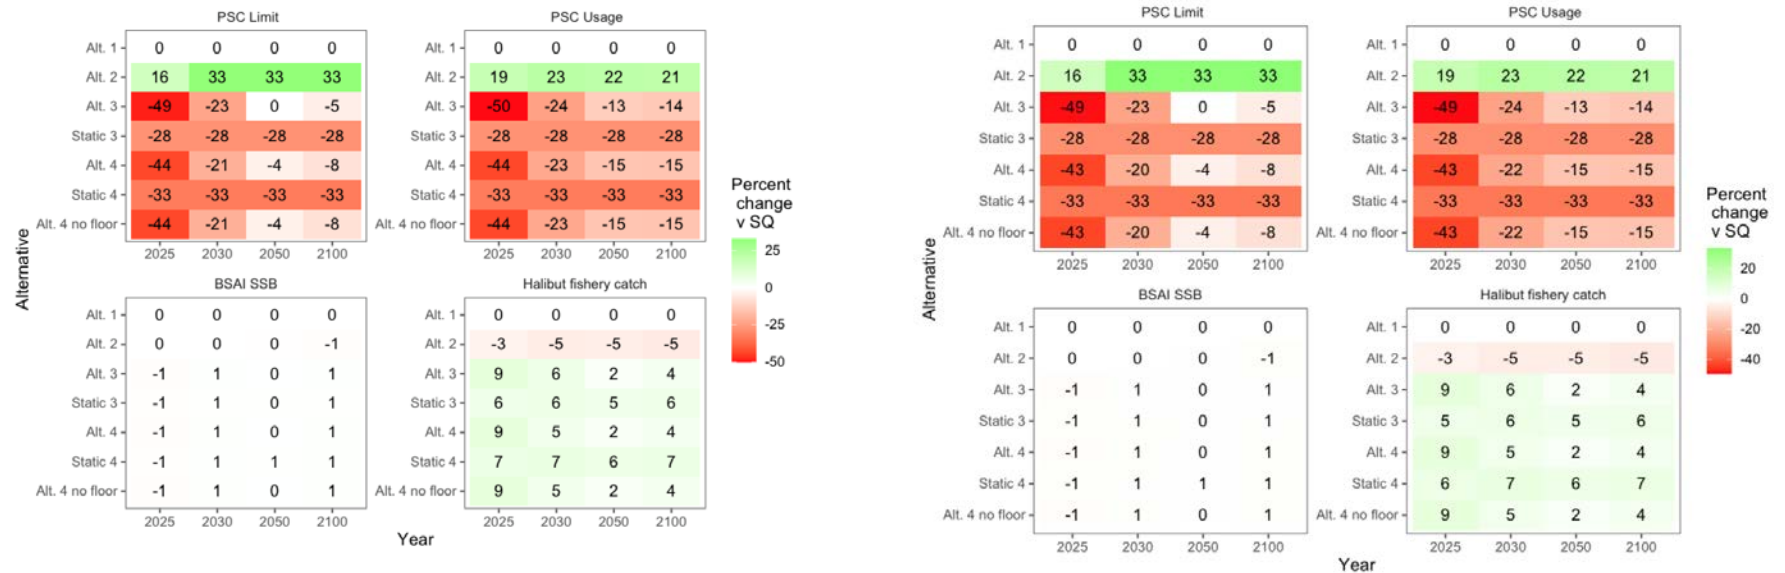 PSC Limit
PSC Usage
Alt. 1 0 0 0 0 0 0 0 0
Alt. 2 16 33 33 33 19 23 22 21
Alt. 3 -49 -23 0 -5 -50 -24 -13 -14
Static 3 -28 -28 -28 -28 -28 -28 -28 -28
Alt. 4 -44 -21 -4 -8 -44 -23 -15 -15
Static 4 -33 -33 -33 -33 -33 -33 -33 -33
Alt. 4 no floor -44 -21 -4 -8 Alt. 4 no floor -44 -23 -15 -15
2025 2030 2050 2100 2025 2030 2050 2100
BSAI SSB
Halibut fishery catch
Alt. 1 0 0 0 0 Alt. 1 0 0 0 0
Alt. 2 0 0 0 -1 Alt. 2 -3 -5 -5 -5
Alt. 3 -1 1 0 1 Alt. 3 9 6 2 4
Static 3 -1 1 0 1 Static 3 6 6 5 6
Alt. 4 -1 1 0 1 Alt. 4 9 5 2 4
Static 4 -1 1 1 1 Static 4 7 7 6 7
Alt. 4 no floor -1 1 0 1 Alt. 4 no floor 9 5 2 4
2025 2030 2050 2100 2025 2030 2050 2100
Alternative
Year
Percent
change
v SQ
25
0
-25
-50
PSC Limit
PSC Usage
Alt. 1 0 0 0 0 Alt. 1 0 0 0 0
Alt. 2 16 33 33 33 Alt. 2 19 23 22 21
Alt. 3 -49 -23 0 -5 Alt. 3 -49 -24 -13 -14
Static 3 -28 -28 -28 -28 Static 3 -28 -28 -28 -28
Alt. 4 -43 -20 -4 -8 Alt. 4 -43 -22 -15 -15
Static 4 -33 -33 -33 -33 Static 4 -33 -33 -33 -33
Alt. 4 no floor -43 -20 -4 -8 Alt. 4 no floor -43 -22 -15 -15
2025 2030 2050 2100 2025 2030 2050 2100
BSAI SSB
Halibut fishery catch
Alt. 1 0 0 0 0 Alt. 1 0 0 0 0
Alt. 2 0 0 0 -1 Alt. 2 -3 -5 -5 -5
Alt. 3 -1 1 0 1 Alt. 3 9 6 2 4
Static 3 -1 1 0 1 Static 3 5 6 5 6
Alt. 4 -1 1 0 1 Alt. 4 9 5 2 4
Static 4 -1 1 1 1 Static 4 6 7 6 7
Alt. 4 no floor -1 1 0 1 Alt. 4 no floor 9 5 2 4
2025 2030 2050 2100 2025 2030 2050 2100
Alternative
Year
Percent
change
v SQ
20
0
-20
-40